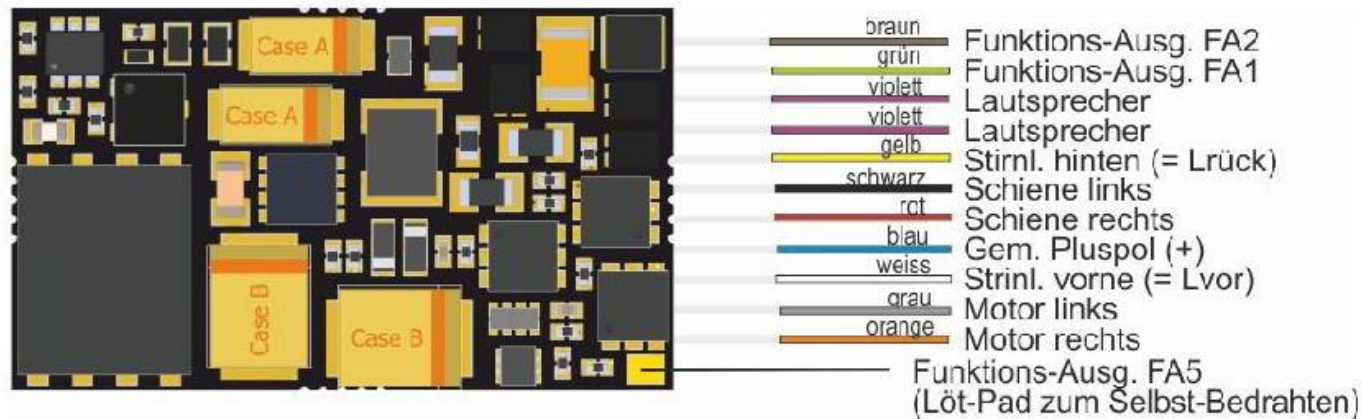 Case A
Case A
Case B
Case B
braun Funktions-Ausg. FA2
grün Funktions-Ausg. FA1
violett Lautsprecher
violett Lautsprecher
gelb Stirnl. hinten (= Lrück)
schwarz Schiene links
rot Schiene rechts
blau Gem. Pluspol (+)
weiss Strinl. vorne (= Lvor)
grau Motor links
orange Motor rechts
Funktions-Ausg. FA5
(Löt-Pad zum Selbst-Bedrahten)